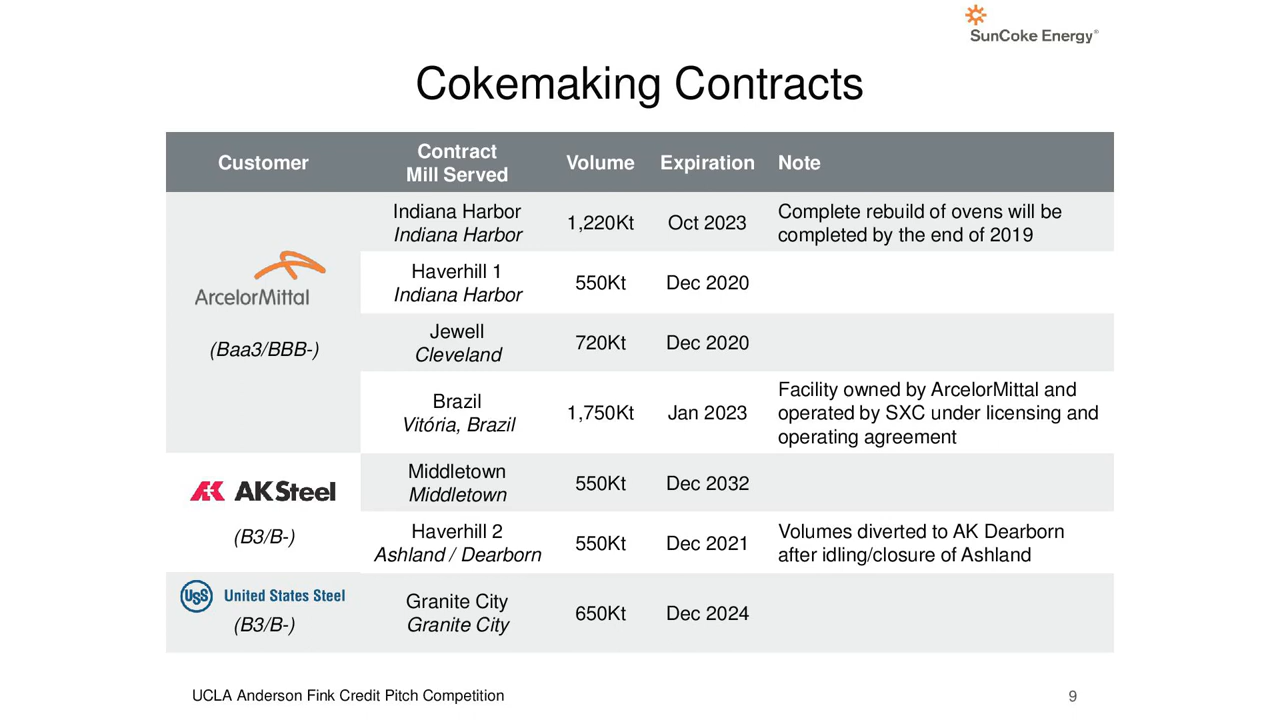 SunCoke Energy®
Cokemaking Contracts
Customer
Contract
Mill Served
Volume
Expiration
Note
ArcelorMittal
(Baa3/BBB-)
Indiana Harbor
Indiana Harbor
1,220Kt
Oct 2023
Complete rebuild of ovens will be
completed by the end of 2019
Haverhill 1
Indiana Harbor
550Kt
Dec 2020
Jewell
Cleveland
720Kt
Dec 2020
Brazil
Vitória, Brazil
1,750Kt
Jan 2023
Facility owned by ArcelorMittal and
operated by SXC under licensing and
operating agreement
AK Steel
(B3/B-)
Middletown
Middletown
550Kt
Dec 2032
Haverhill 2
Ashland / Dearborn
550Kt
Dec 2021
Volumes diverted to AK Dearborn
after idling/closure of Ashland
USS United States Steel
(B3/B-)
Granite City
Granite City
650Kt
Dec 2024
UCLA Anderson Fink Credit Pitch Competition
9